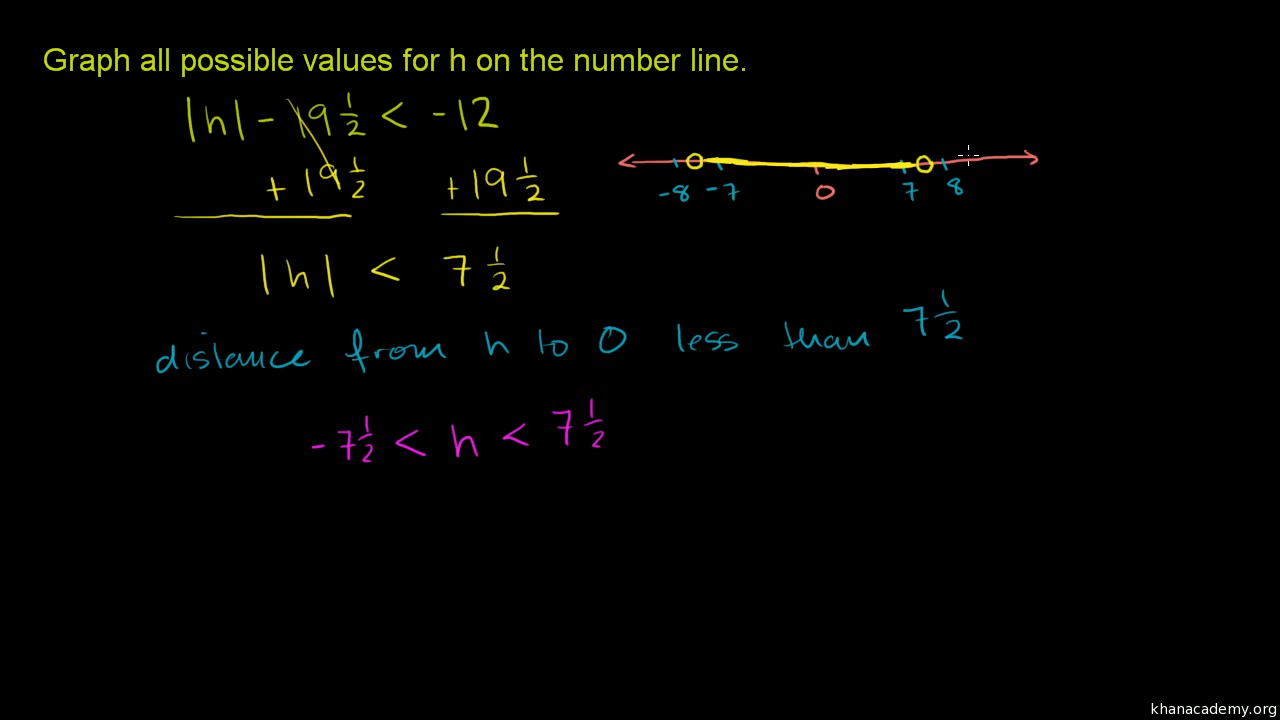 Graph all possible values for h on the number line.
|h| - 19 1/2 < -12
+ 19 1/2 +19 1/2
-8 -7 0 7 8
|h| < 7 1/2
distance from h to 0 less than 7 1/2
-7 1/2 < h < 7 1/2
khanacademy.org